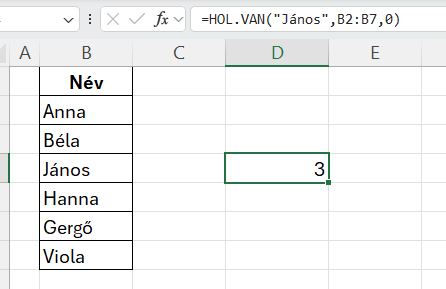 fx =HOL.VAN("János",B2:B7,0)
A B C D E
Név
Anna
Béla
János 3
Hanna
Gergő
Viola